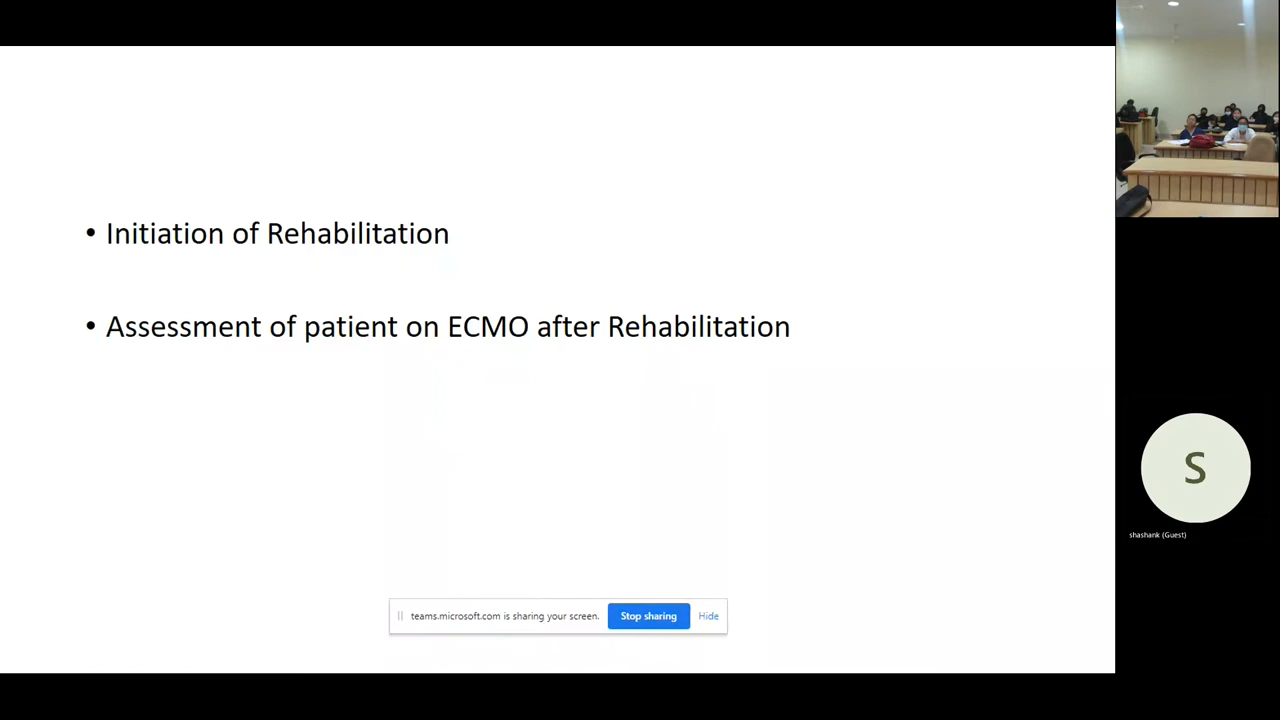 • Initiation of Rehabilitation
• Assessment of patient on ECMO after Rehabilitation
teams.microsoft.com is sharing your screen. Stop sharing Hide
S
shashank (Guest)